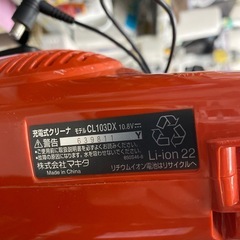 充電式クリーナ モデル CL103DX 10.8V
警告
639811 Y
株式会社マキタ
Made in China
Li-ion 22
リチウムイオン電池はリサイクルへ